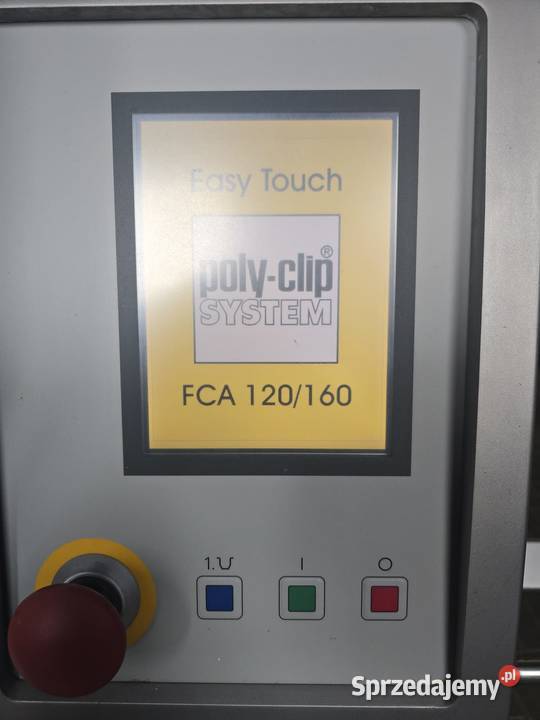 Easy Touch
poly-clip®
SYSTEM
FCA 120/160
1. I O
Sprzedajemy.pl